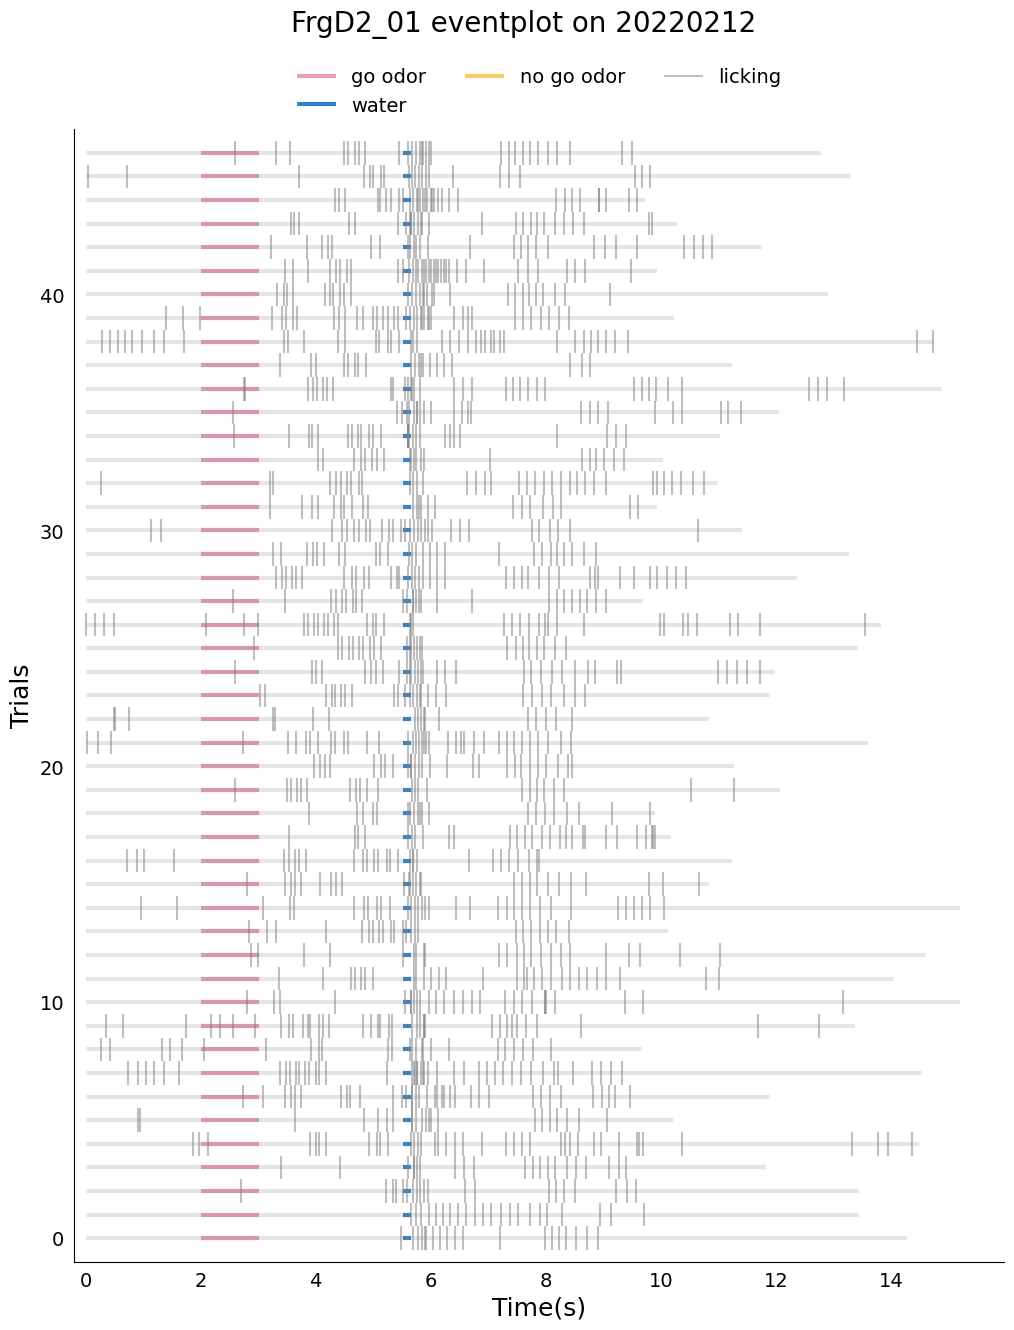 FrgD2_01 eventplot on 20220212
go odor no go odor licking
water
40
30
20
10
0
Trials
0 2 4 6 8 10 12 14
Time(s)